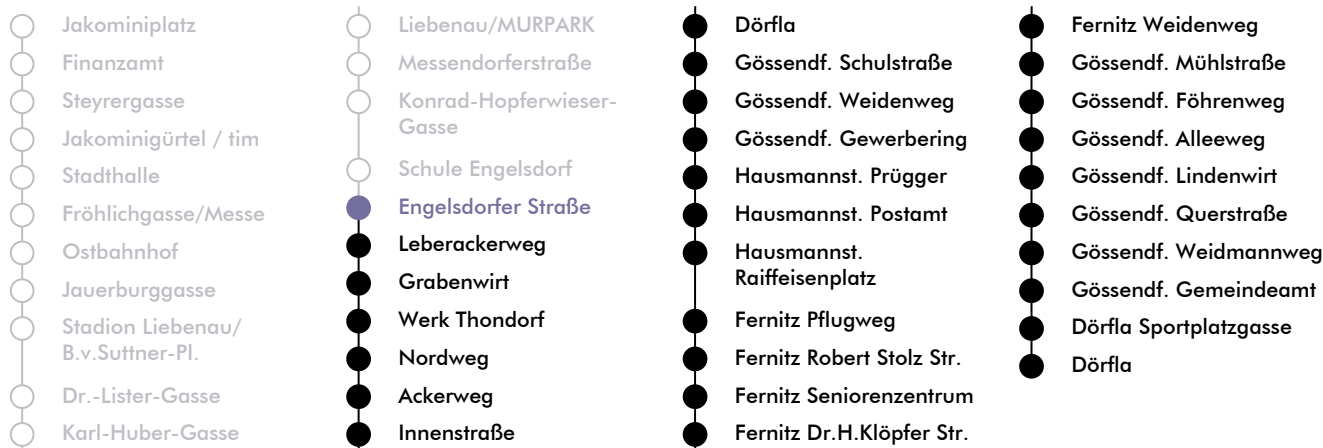 Jakominiplatz
Finanzamt
Steyrergasse
Jakominigürtel / tim
Stadthalle
Fröhlichgasse/Messe
Ostbahnhof
Jauerburggasse
Stadion Liebenau/
B.v.Suttner-Pl.
Dr.-Lister-Gasse
Karl-Huber-Gasse
Liebenau/MURPARK
Messendorferstraße
Konrad-Hopferwieser-
Gasse
Schule Engelsdorf
Engelsdorfer Straße
Leberackerweg
Grabenwirt
Werk Thondorf
Nordweg
Ackerweg
Innenstraße
Dörfla
Gössendf. Schulstraße
Gössendf. Weidenweg
Gössendf. Gewerbering
Hausmannst. Prügger
Hausmannst. Postamt
Hausmannst.
Raiffeisenplatz
Fernitz Pflugweg
Fernitz Robert Stolz Str.
Fernitz Seniorenzentrum
Fernitz Dr.H.Klöpfer Str.
Fernitz Weidenweg
Gössendf. Mühlstraße
Gössendf. Föhrenweg
Gössendf. Alleeweg
Gössendf. Lindenwirt
Gössendf. Querstraße
Gössendf. Weidmannweg
Gössendf. Gemeindeamt
Dörfla Sportplatzgasse
Dörfla